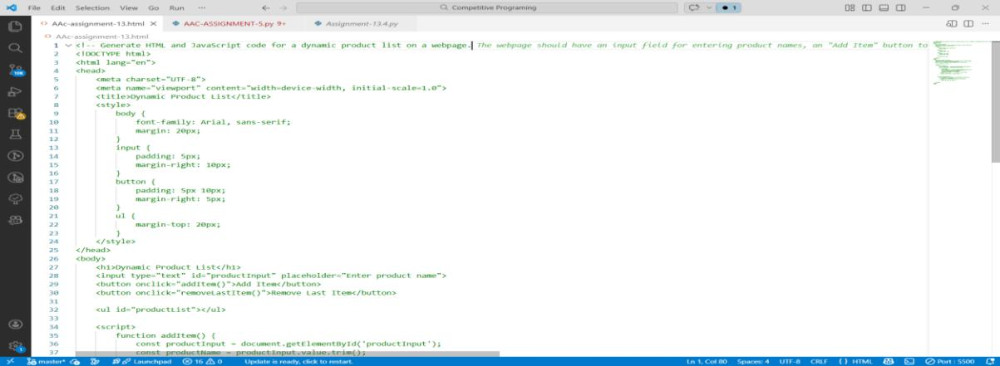 File Edit Selection View Go Run ··· Competitive Programing 1
AAc-assignment-13.html AAC-ASSIGNMENT-5.py 9+ Assignment-13.4.py
AAc-assignment-13.html
1 <!-- Generate HTML and JavaScript code for a dynamic product list on a webpage. The webpage should have an input field for entering product names, an "Add Item" button to
2 <!DOCTYPE html>
3 <html lang="en">
4 <head>
5 <meta charset="UTF-8">
6 <meta name="viewport" content="width=device-width, initial-scale=1.0">
7 <title>Dynamic Product List</title>
8 <style>
9 body {
10 font-family: Arial, sans-serif;
11 margin: 20px;
12 }
13 input {
14 padding: 5px;
15 margin-right: 10px;
16 }
17 button {
18 padding: 5px 10px;
19 margin-right: 5px;
20 }
21 ul {
22 margin-top: 20px;
23 }
24 </style>
25 </head>
26 <body>
27 <h1>Dynamic Product List</h1>
28 <input type="text" id="productInput" placeholder="Enter product name">
29 <button onclick="addItem()">Add Item</button>
30 <button onclick="removeLastItem()">Remove Last Item</button>
31
32 <ul id="productList"></ul>
33
34 <script>
35 function addItem() {
36 const productInput = document.getElementById('productInput');
37 const productName = productInput.value.trim();
10K
1
master* Launchpad 16 0 Update is ready, click to restart. Ln 1, Col 80 Spaces: 4 UTF-8 CRLF {} HTML Port : 5500